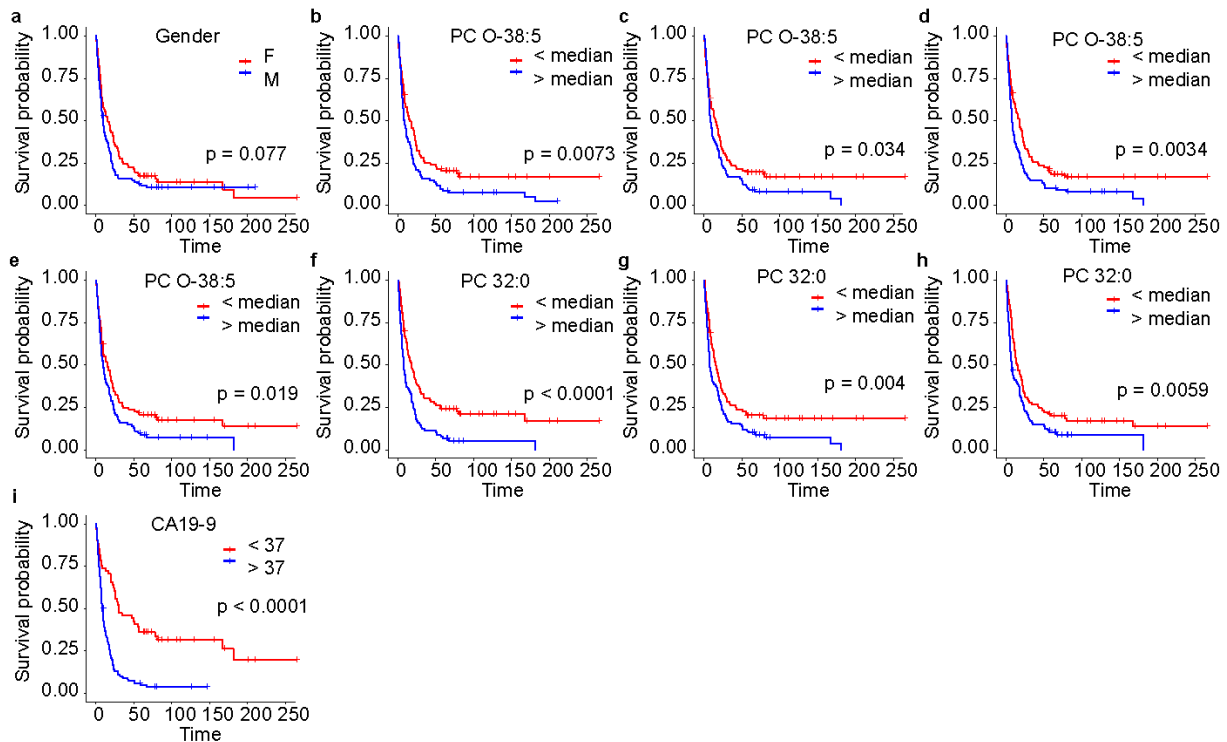 a
Gender
F
M
p = 0.077
Survival probability
1.00
0.75
0.50
0.25
0.00
0 50 100 150 200 250
Time
b
PC O-38:5
< median
> median
p = 0.0073
Survival probability
1.00
0.75
0.50
0.25
0.00
0 50 100 150 200 250
Time
c
PC O-38:5
< median
> median
p = 0.034
Survival probability
1.00
0.75
0.50
0.25
0.00
0 50 100 150 200 250
Time
d
PC O-38:5
< median
> median
p = 0.0034
Survival probability
1.00
0.75
0.50
0.25
0.00
0 50 100 150 200 250
Time
e
PC O-38:5
< median
> median
p = 0.019
Survival probability
1.00
0.75
0.50
0.25
0.00
0 50 100 150 200 250
Time
f
PC 32:0
< median
> median
p < 0.0001
Survival probability
1.00
0.75
0.50
0.25
0.00
0 50 100 150 200 250
Time
g
PC 32:0
< median
> median
p = 0.004
Survival probability
1.00
0.75
0.50
0.25
0.00
0 50 100 150 200 250
Time
h
PC 32:0
< median
> median
p = 0.0059
Survival probability
1.00
0.75
0.50
0.25
0.00
0 50 100 150 200 250
Time
i
CA19-9
< 37
> 37
p < 0.0001
Survival probability
1.00
0.75
0.50
0.25
0.00
0 50 100 150 200 250
Time